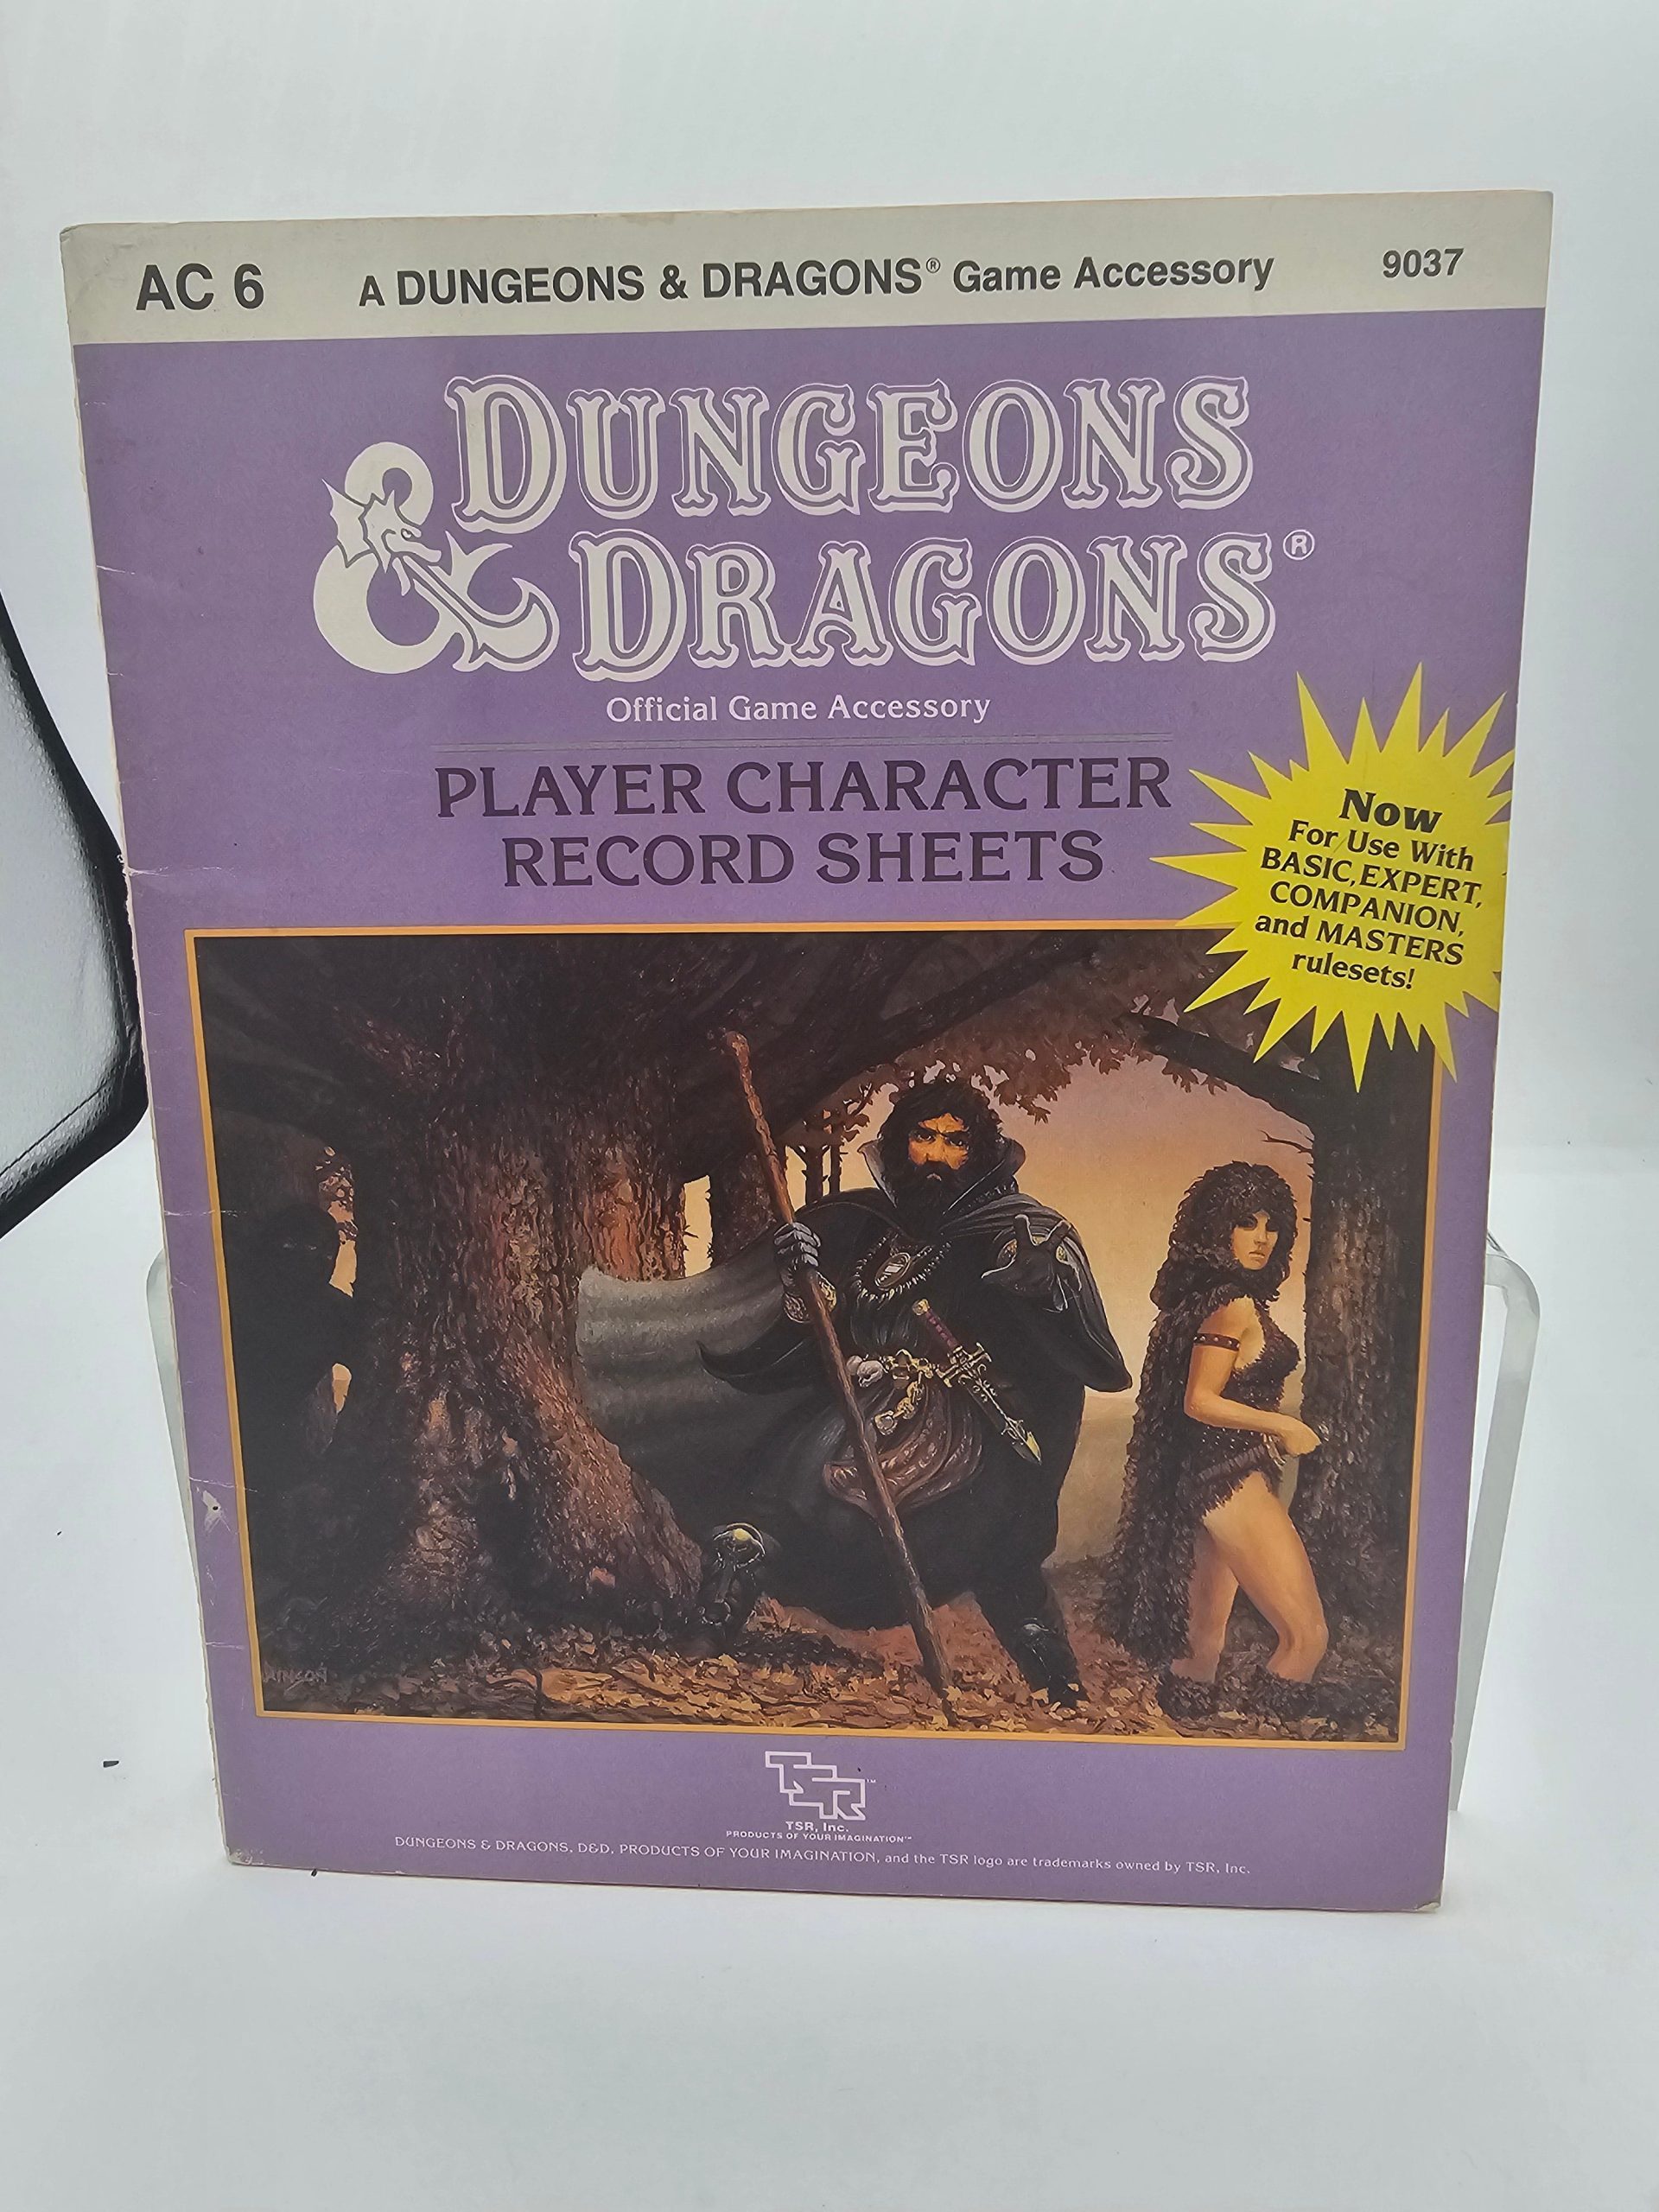 AC 6 A DUNGEONS & DRAGONS® Game Accessory 9037
DUNGEONS
& DRAGONS®
Official Game Accessory
PLAYER CHARACTER
RECORD SHEETS
Now
For Use With
BASIC, EXPERT,
COMPANION,
and MASTERS
rulesets!
TSR™
TSR, Inc.
PRODUCTS OF YOUR IMAGINATION™
DUNGEONS & DRAGONS, D&D, PRODUCTS OF YOUR IMAGINATION, and the TSR logo are trademarks owned by TSR, Inc.